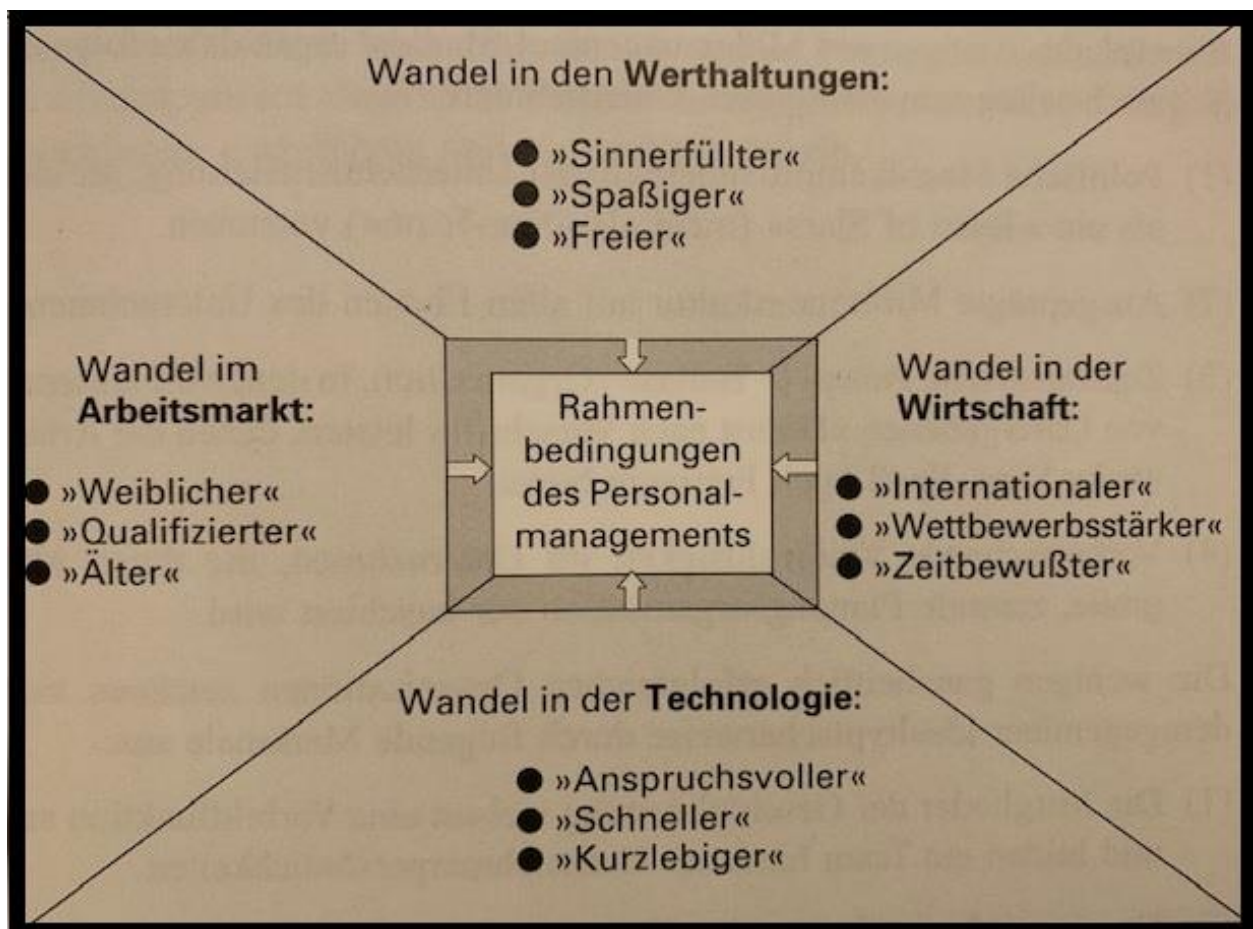 Wandel in den Werthaltungen:
● »Sinnerfüllter«
● »Spaßiger«
● »Freier«
Wandel im
Arbeitsmarkt:
● »Weiblicher«
● »Qualifizierter«
● »Älter«
Rahmen-
bedingungen
des Personal-
managements
Wandel in der
Wirtschaft:
● »Internationaler«
● »Wettbewerbsstärker«
● »Zeitbewußter«
Wandel in der Technologie:
● »Anspruchsvoller«
● »Schneller«
● »Kurzlebiger«